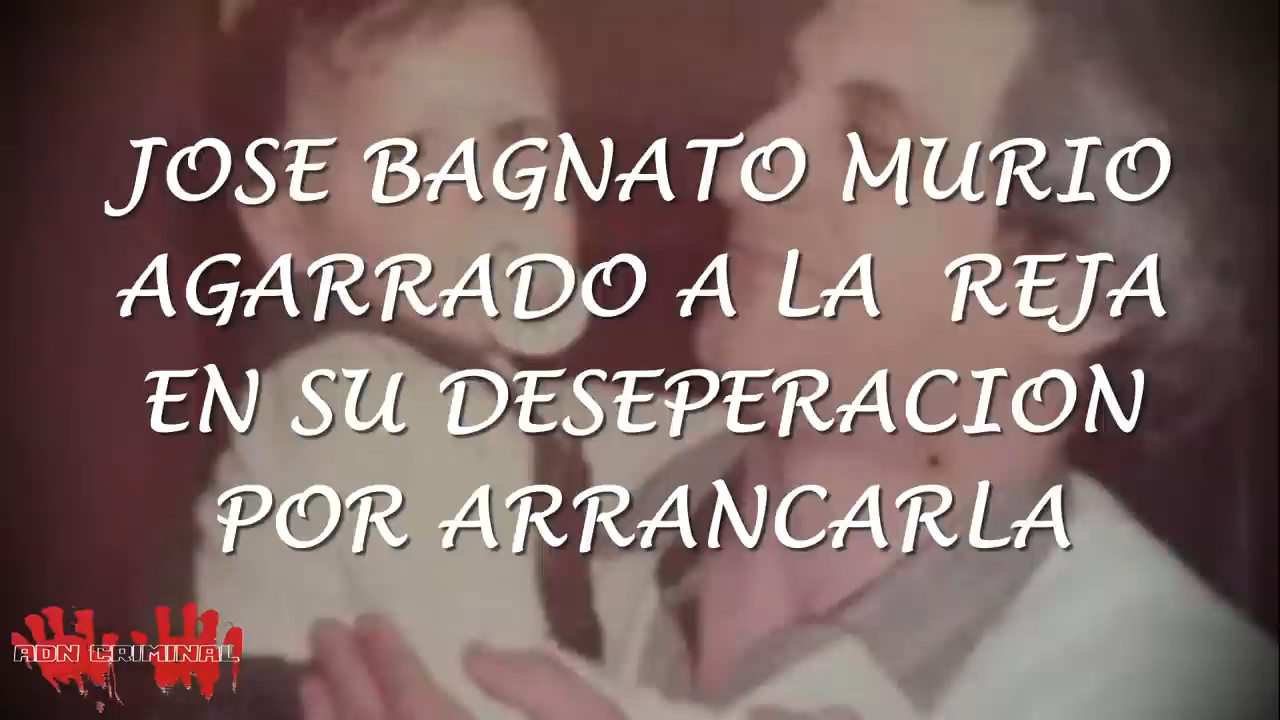 JOSE BAGNATO MURIO
AGARRADO A LA REJA
EN SU DESEPERACION
POR ARRANCARLA
ADN CRIMINAL